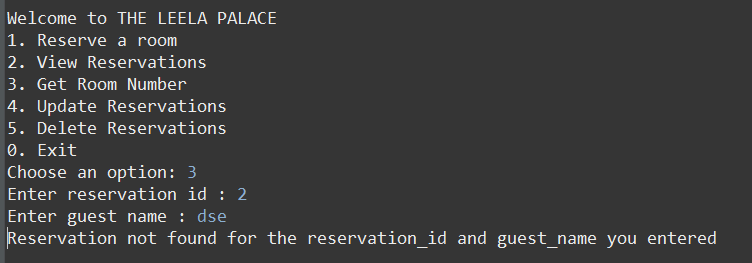 Welcome to THE LEELA PALACE
1. Reserve a room
2. View Reservations
3. Get Room Number
4. Update Reservations
5. Delete Reservations
0. Exit
Choose an option: 3
Enter reservation id : 2
Enter guest name : dse
Reservation not found for the reservation_id and guest_name you entered